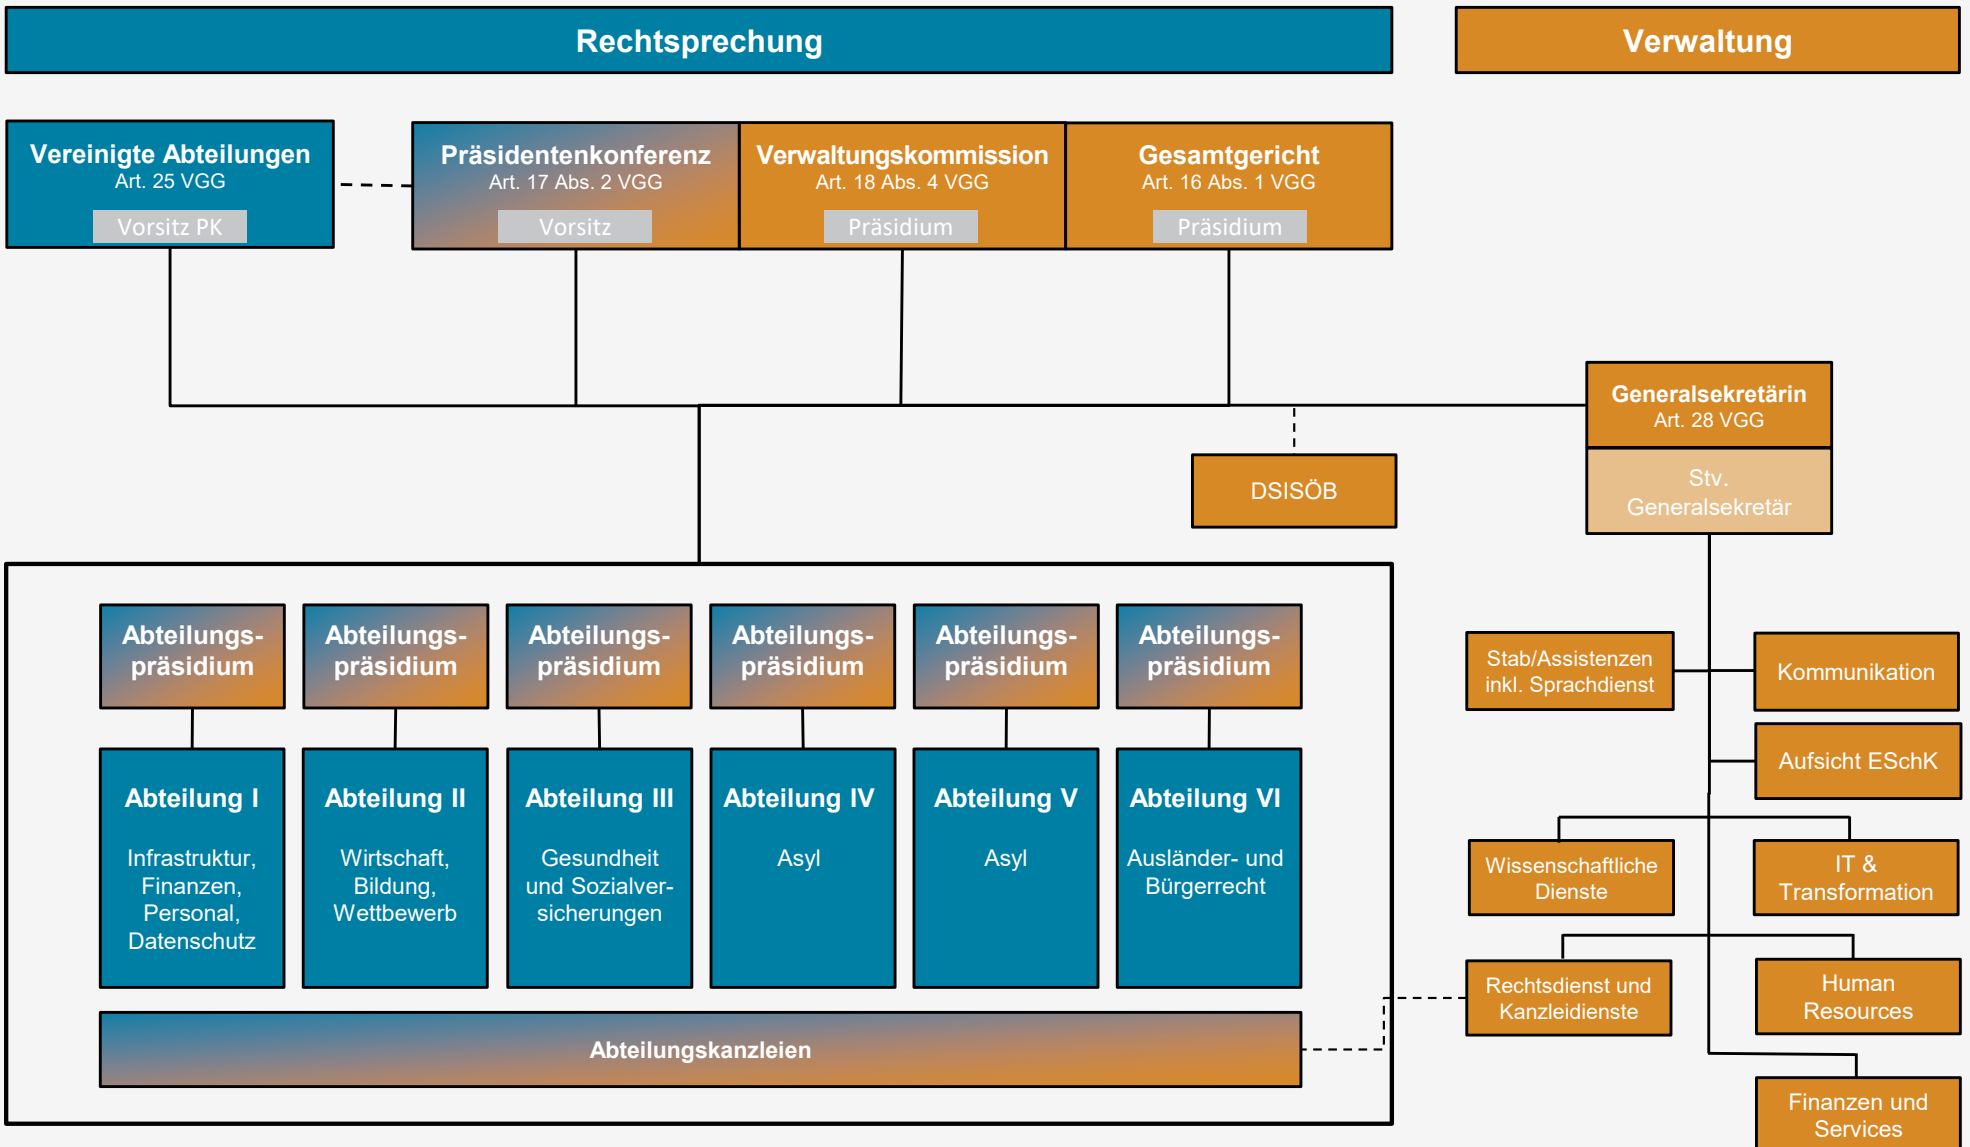 Rechtsprechung
Verwaltung
Vereinigte Abteilungen
Art. 25 VGG
Vorsitz PK
Präsidentenkonferenz
Art. 17 Abs. 2 VGG
Vorsitz
Verwaltungskommission
Art. 18 Abs. 4 VGG
Präsidium
Gesamtgericht
Art. 16 Abs. 1 VGG
Präsidium
Generalsekretärin
Art. 28 VGG
Stv.
Generalsekretär
DSISÖB
Abteilungs-
präsidium
Abteilungs-
präsidium
Abteilungs-
präsidium
Abteilungs-
präsidium
Abteilungs-
präsidium
Abteilungs-
präsidium
Abteilung I
Infrastruktur,
Finanzen,
Personal,
Datenschutz
Abteilung II
Wirtschaft,
Bildung,
Wettbewerb
Abteilung III
Gesundheit
und Sozialver-
sicherungen
Abteilung IV
Asyl
Abteilung V
Asyl
Abteilung VI
Ausländer- und
Bürgerrecht
Abteilungskanzleien
Stab/Assistenzen
inkl. Sprachdienst
Kommunikation
Aufsicht ESchK
Wissenschaftliche
Dienste
IT &
Transformation
Rechtsdienst und
Kanzleidienste
Human
Resources
Finanzen und
Services